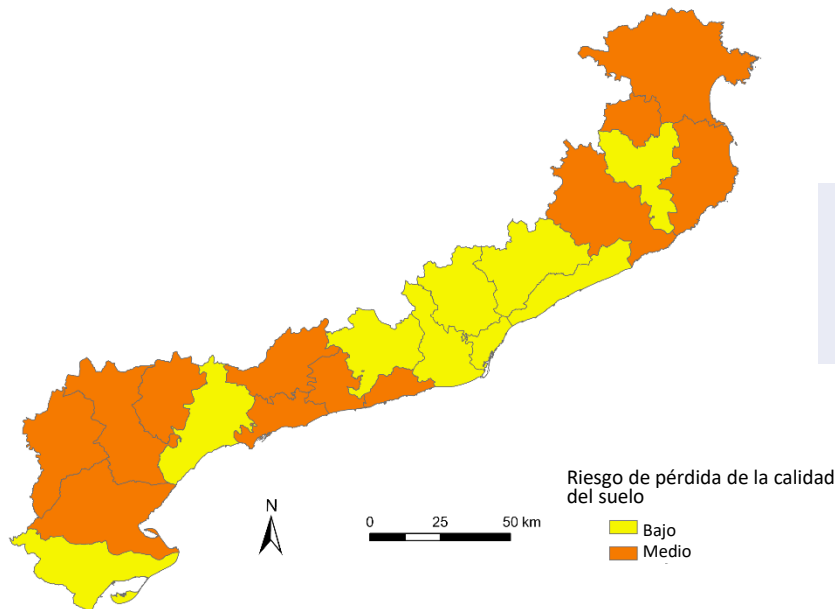 N
0 25 50 km
Riesgo de pérdida de la calidad
del suelo
Bajo
Medio